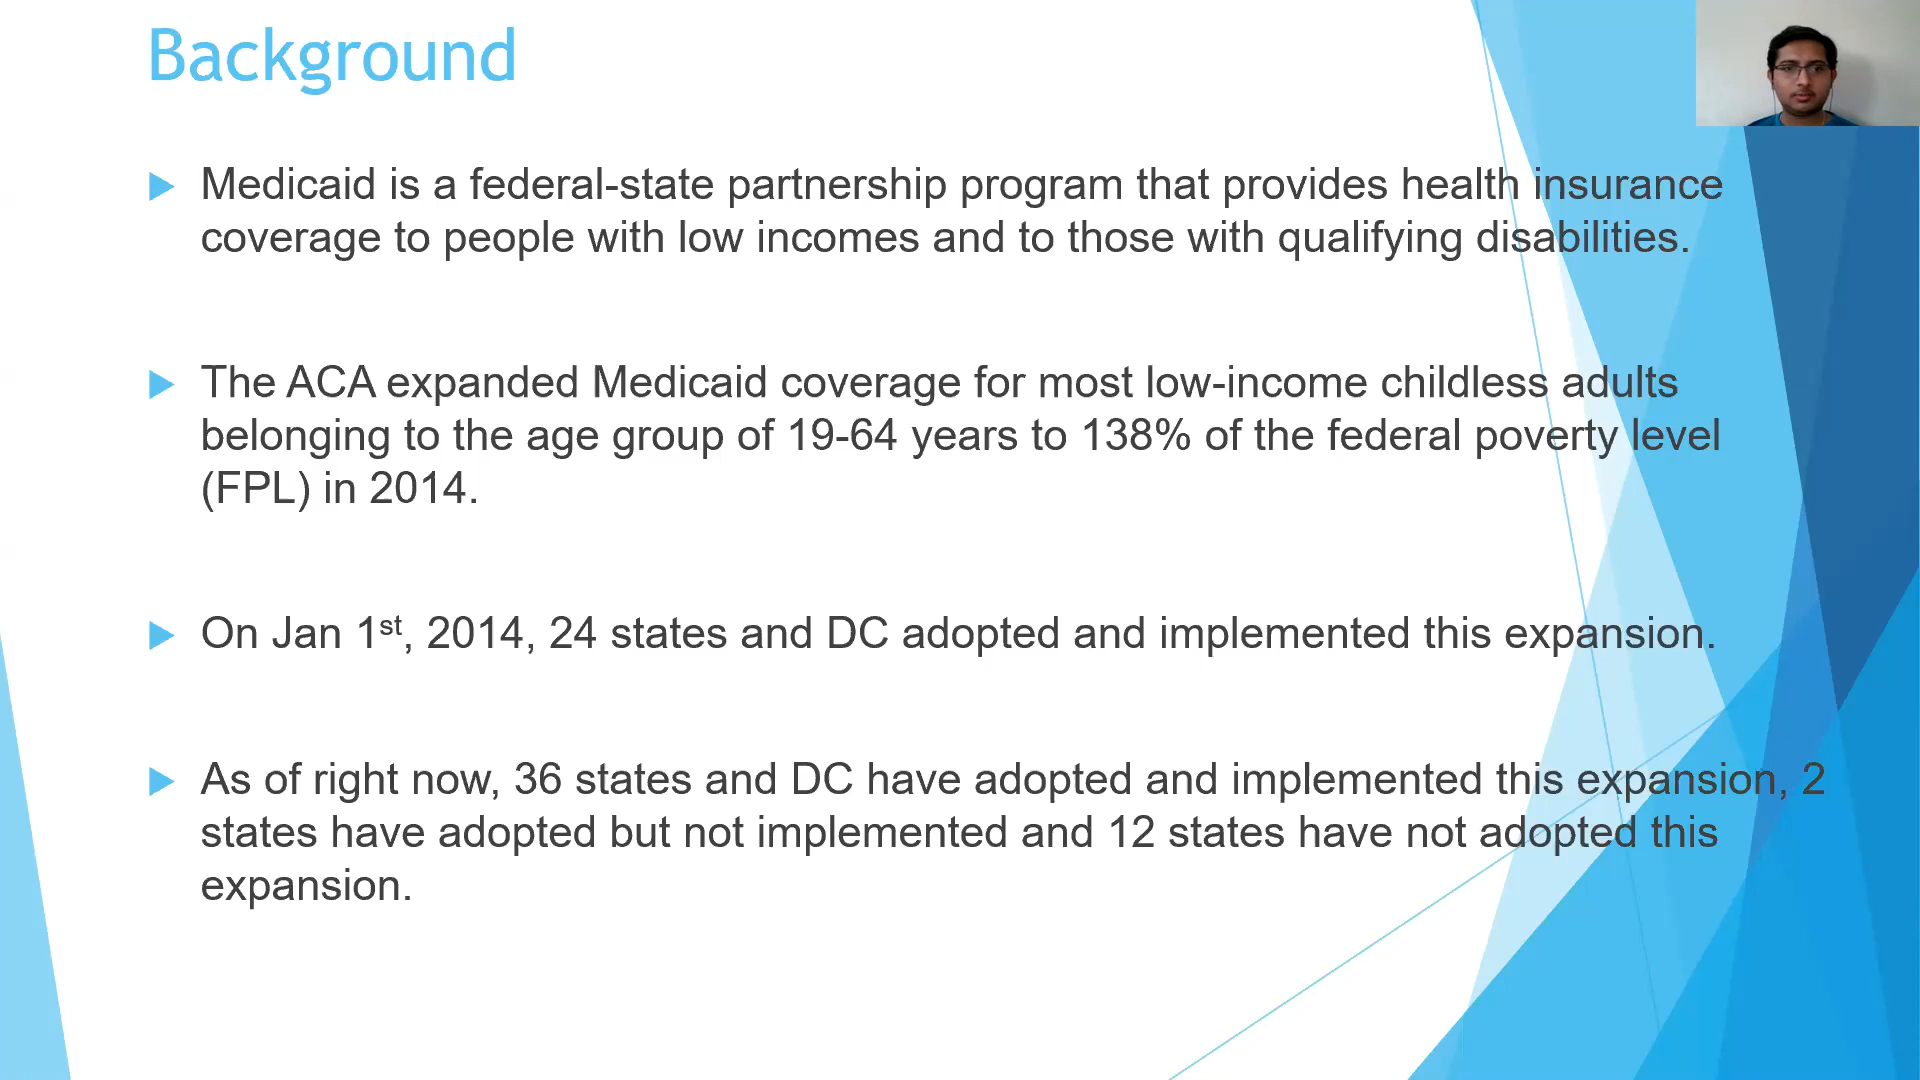 Background
Medicaid is a federal-state partnership program that provides health insurance
coverage to people with low incomes and to those with qualifying disabilities.
The ACA expanded Medicaid coverage for most low-income childless adults
belonging to the age group of 19-64 years to 138% of the federal poverty level
(FPL) in 2014.
On Jan 1st, 2014, 24 states and DC adopted and implemented this expansion.
As of right now, 36 states and DC have adopted and implemented this expansion, 2
states have adopted but not implemented and 12 states have not adopted this
expansion.